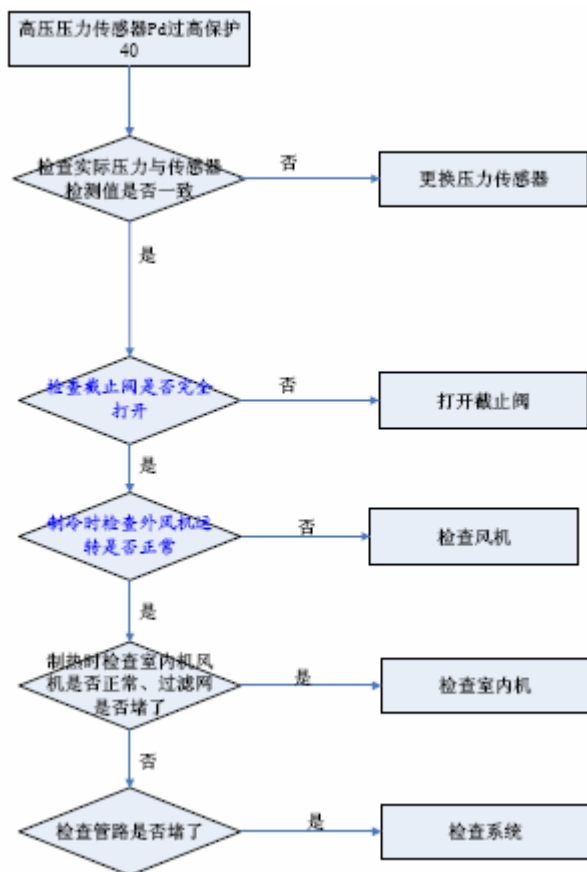 高压压力传感器Pd过高保护
40
检查实际压力与传感器
检测值是否一致
否
更换压力传感器
是
检查截止阀是否完全
打开
否
打开截止阀
是
制冷时检查外风机运
转是否正常
否
检查风机
是
制热时检查室内机风
机是否正常、过滤网
是否堵了
是
检查室内机
否
检查管路是否堵了
是
检查系统